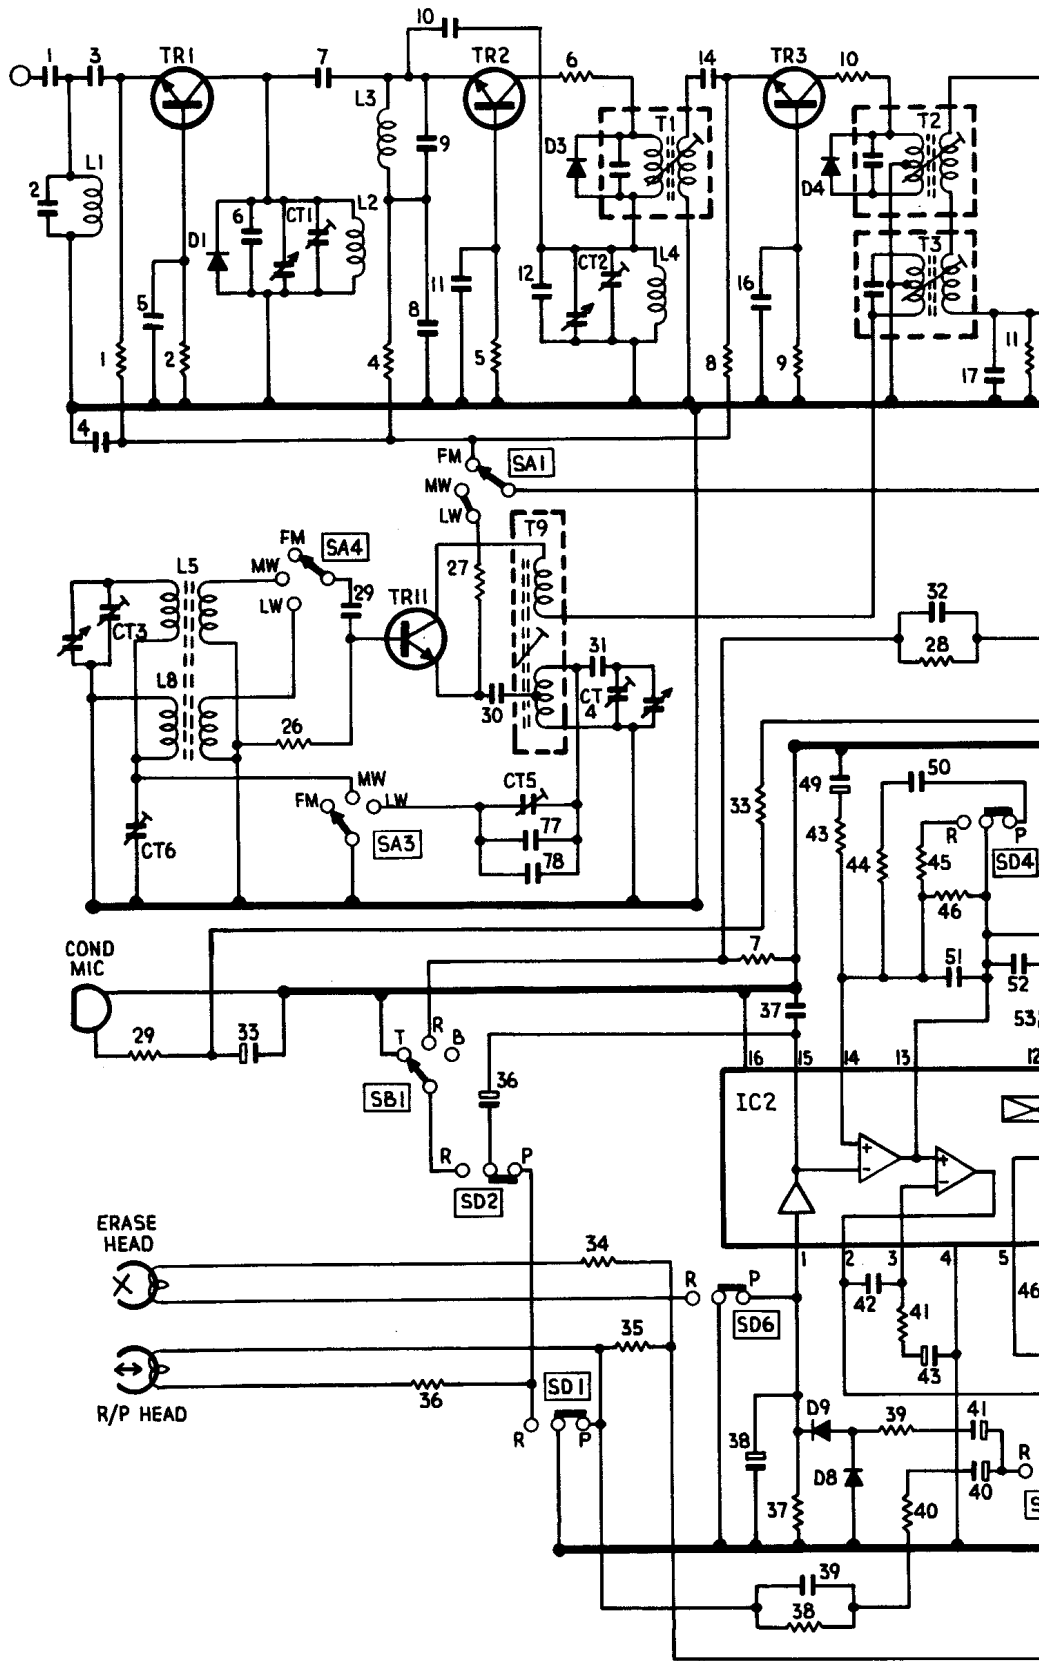 10
1 3 TR1 7 TR2 6 14 TR3 10
L3
T1 T2
9 D3
L1 D4
2
6 CT1 L2
D1 T3
CT2 L4
5 11 12 16
8
1 2 4 5 8 9 11
17
4
FM SA1
MW
LW T9
FM SA4
L5 MW 27
29 TR11 32
LW
CT3 28
31
L8 CT
4
30
26
50
MW 49
CT5
FM LW 33
43 R P
CT6 77 44 45 SD4
SA3
78 46
COND
MIC
7 51
52
37
29 33 T R B 53
16 15 14 13 12
36
SB1 IC2
+
-
+
-
R P
SD2
ERASE
HEAD
34
1 2 3 4 5
R P
42 46
41
SD6
35
43
SD1
36
R/P HEAD
D9 39 41
R P 38 R
D8
40
37 40 S
39
38